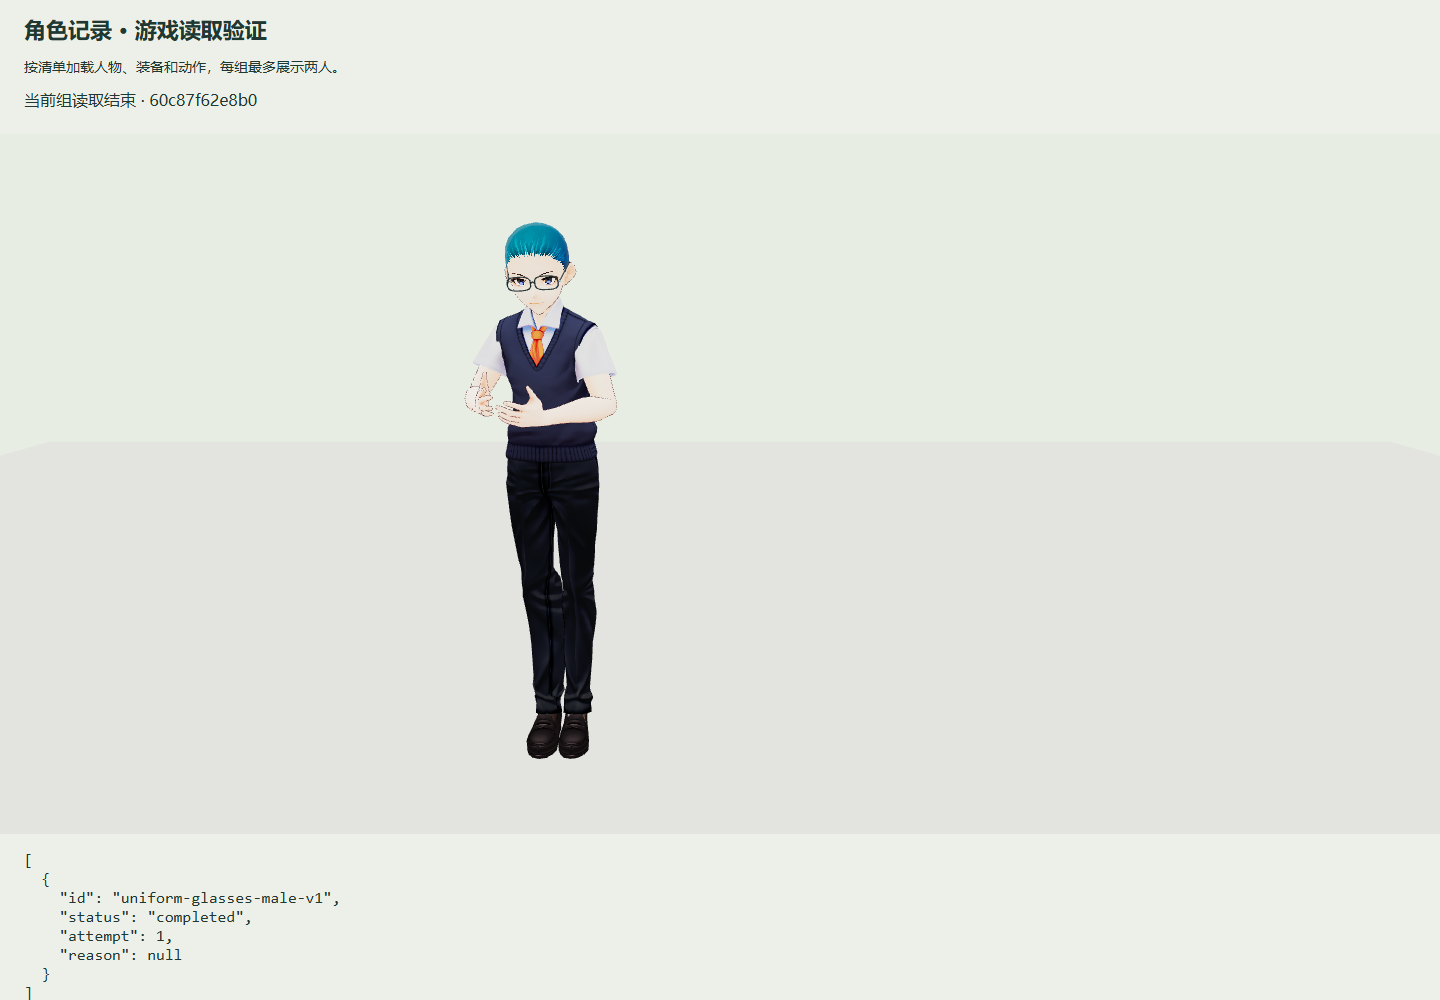 角色记录 • 游戏读取验证
按清单加载人物、装备和动作，每组最多展示两人。
当前组读取结束 · 60c87f62e8b0
[
  {
    "id": "uniform-glasses-male-v1",
    "status": "completed",
    "attempt": 1,
    "reason": null
  }
]